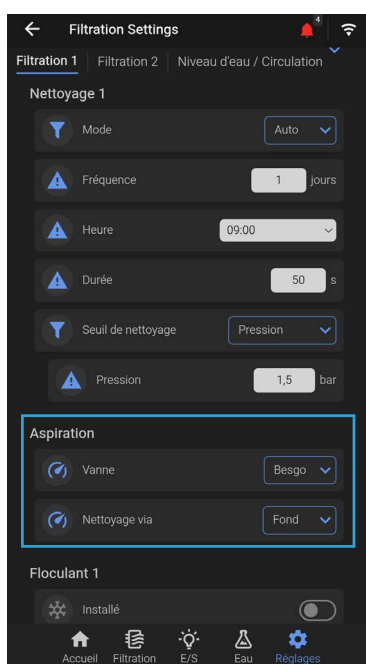 Filtration Settings 4
Filtration 1 Filtration 2 Niveau d'eau / Circulation
Nettoyage 1
Mode Auto
Fréquence 1 jours
Heure 09:00
Durée 50 s
Seuil de nettoyage Pression
Pression 1,5 bar
Aspiration
Vanne Besgo
Nettoyage via Fond
Floculant 1
Installé
Accueil Filtration E/S Eau Réglages